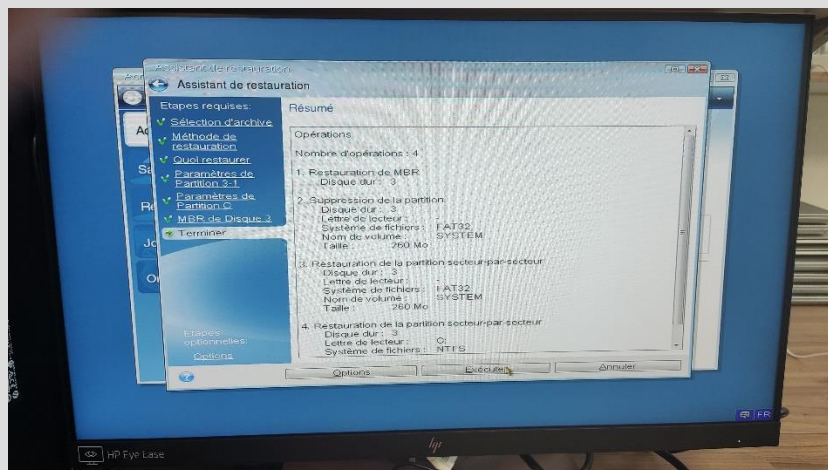 Assistant de restauration
Assistant de restauration
Etapes requises:
Sélection d'archive
Méthode de
restauration
Quoi restaurer
Paramètres de
Partition 3-1
Paramètres de
Partition C
MBR de Disque 3
Terminer
Etapes
optionnelles:
Options
Résumé
Opérations
Nombre d'opérations : 4
1. Restauration de MBR
Disque dur : 3
2. Suppression de la partition
Disque dur : 3
Lettre de lecteur : -
Système de fichiers : FAT32
Nom de volume : SYSTEM
Taille : 260 Mo
3. Restauration de la partition secteur-par-secteur
Disque dur : 3
Lettre de lecteur : -
Système de fichiers : FAT32
Nom de volume : SYSTEM
Taille : 260 Mo
4. Restauration de la partition secteur-par-secteur
Disque dur : 3
Lettre de lecteur : C:
Système de fichiers : NTFS
Options
Exécuter
Annuler
FR
HP Eye Ease
hp